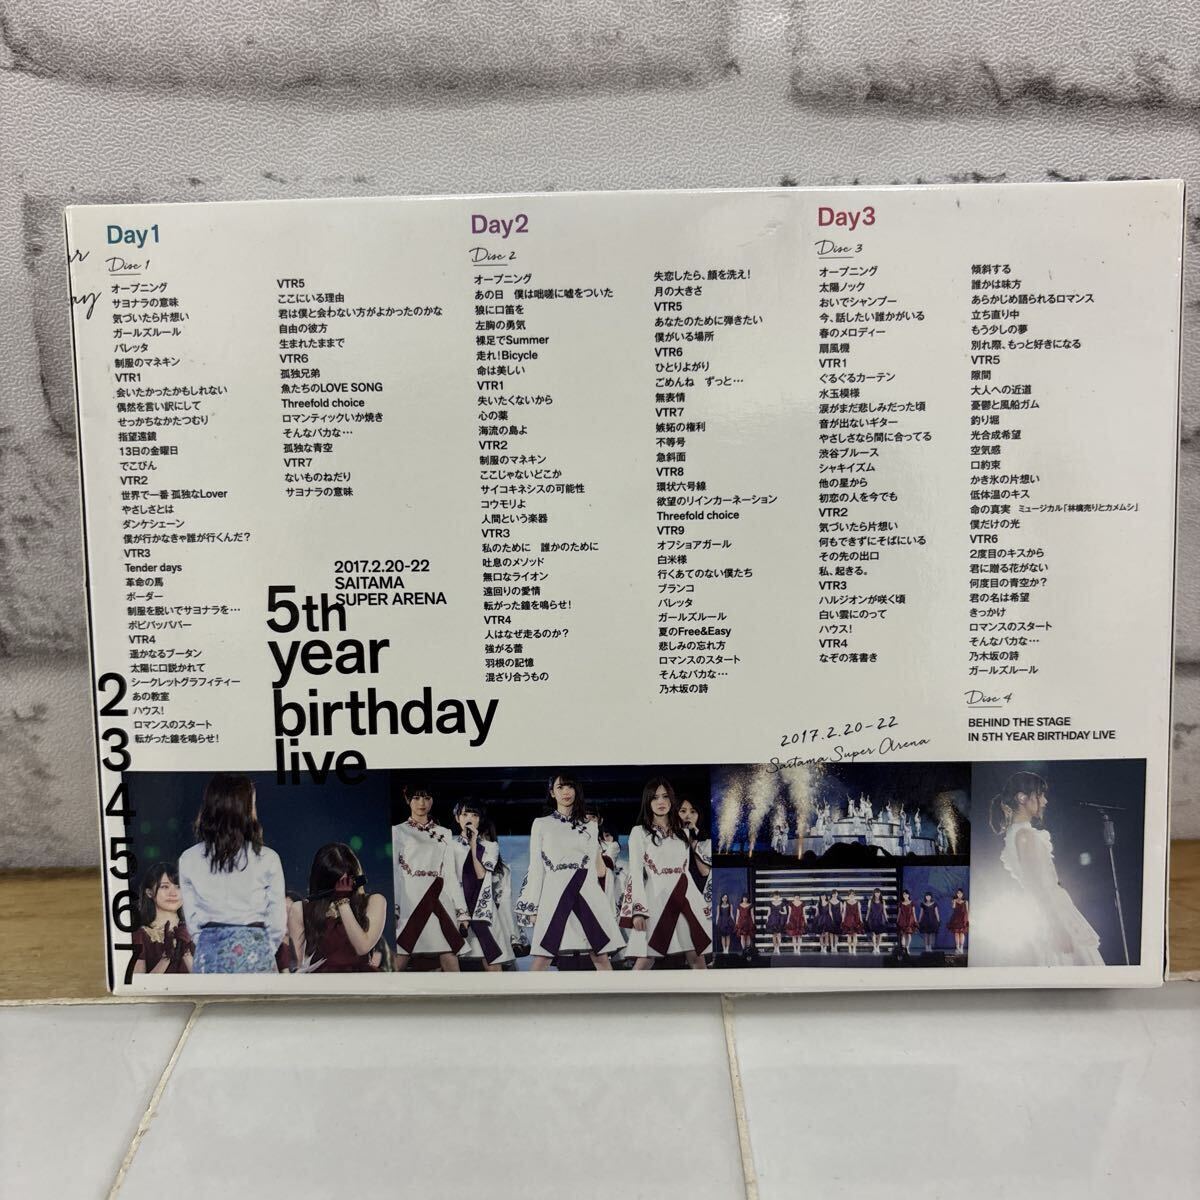 Day1
Disc 1
オープニング
サヨナラの意味
気づいたら片想い
ガールズルール
バレッタ
制服のマネキン
VTR1
会いたかったかもしれない
偶然を言い訳にして
せっかちなかたつむり
指望遠鏡
13日の金曜日
でこぴん
VTR2
世界で一番 孤独なLover
やさしさとは
ダンケシェーン
僕が行かなきゃ誰が行くんだ?
VTR3
Tender days
革命の馬
ボーダー
制服を脱いでサヨナラを…
ポピパッパパー
VTR4
遥かなるブータン
太陽に口説かれて
シークレットグラフィティー
あの教室
ハウス!
ロマンスのスタート
転がった鐘を鳴らせ!
VTR5
ここにいる理由
君は僕と会わない方がよかったのかな
自由の彼方
生まれたままで
VTR6
孤独兄弟
魚たちのLOVE SONG
Threefold choice
ロマンティックいか焼き
そんなバカな…
孤独な青空
VTR7
ないものねだり
サヨナラの意味
2017.2.20-22
SAITAMA
SUPER ARENA
5th
year
birthday
live
2
3
4
5
6
7
Day2
Disc 2
オープニング
あの日 僕は咄嗟に嘘をついた
狼に口笛を
左胸の勇気
裸足でSummer
走れ!Bicycle
命は美しい
VTR1
失いたくないから
心の薬
海流の島よ
VTR2
制服のマネキン
ここじゃないどこか
サイコキネシスの可能性
コウモリよ
人間という楽器
VTR3
私のために 誰かのために
吐息のメソッド
無口なライオン
遠回りの愛情
転がった鐘を鳴らせ!
VTR4
人はなぜ走るのか?
強がる蕾
羽根の記憶
混ざり合うもの
失恋したら、顔を洗え!
月の大きさ
VTR5
あなたのために弾きたい
僕がいる場所
VTR6
ひとりよがり
ごめんね ずっと…
無表情
VTR7
嫉妬の権利
不等号
急斜面
VTR8
環状六号線
欲望のリインカーネーション
Threefold choice
VTR9
オフショアガール
白米様
行くあてのない僕たち
ブランコ
バレッタ
ガールズルール
夏のFree&Easy
悲しみの忘れ方
ロマンスのスタート
そんなバカな…
乃木坂の詩
Day3
Disc 3
オープニング
太陽ノック
おいでシャンプー
今、話したい誰かがいる
春のメロディー
扇風機
VTR1
ぐるぐるカーテン
水玉模様
涙がまだ悲しみだった頃
音が出ないギター
やさしさなら間に合ってる
渋谷ブルース
シャキイズム
他の星から
初恋の人を今でも
VTR2
気づいたら片想い
何もできずにそばにいる
その先の出口
私、起きる。
VTR3
ハルジオンが咲く頃
白い雲にのって
ハウス!
VTR4
なぞの落書き
傾斜する
誰かは味方
あらかじめ語られるロマンス
立ち直り中
もう少しの夢
別れ際、もっと好きになる
VTR5
隙間
大人への近道
憂鬱と風船ガム
釣り堀
光合成希望
空気感
口約束
かき氷の片想い
低体温のキス
命の真実 ミュージカル「林檎売りとカメムシ」
僕だけの光
VTR6
2度目のキスから
君に贈る花がない
何度目の青空か?
君の名は希望
きっかけ
ロマンスのスタート
そんなバカな…
乃木坂の詩
ガールズルール
Disc 4
BEHIND THE STAGE
IN 5TH YEAR BIRTHDAY LIVE
2017.2.20-22
Saitama Super Arena